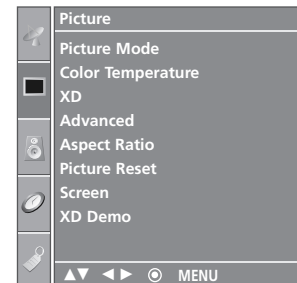 Picture
Picture Mode
Color Temperature
XD
Advanced
Aspect Ratio
Picture Reset
Screen
XD Demo
▲▼ ◄► ◉ MENU